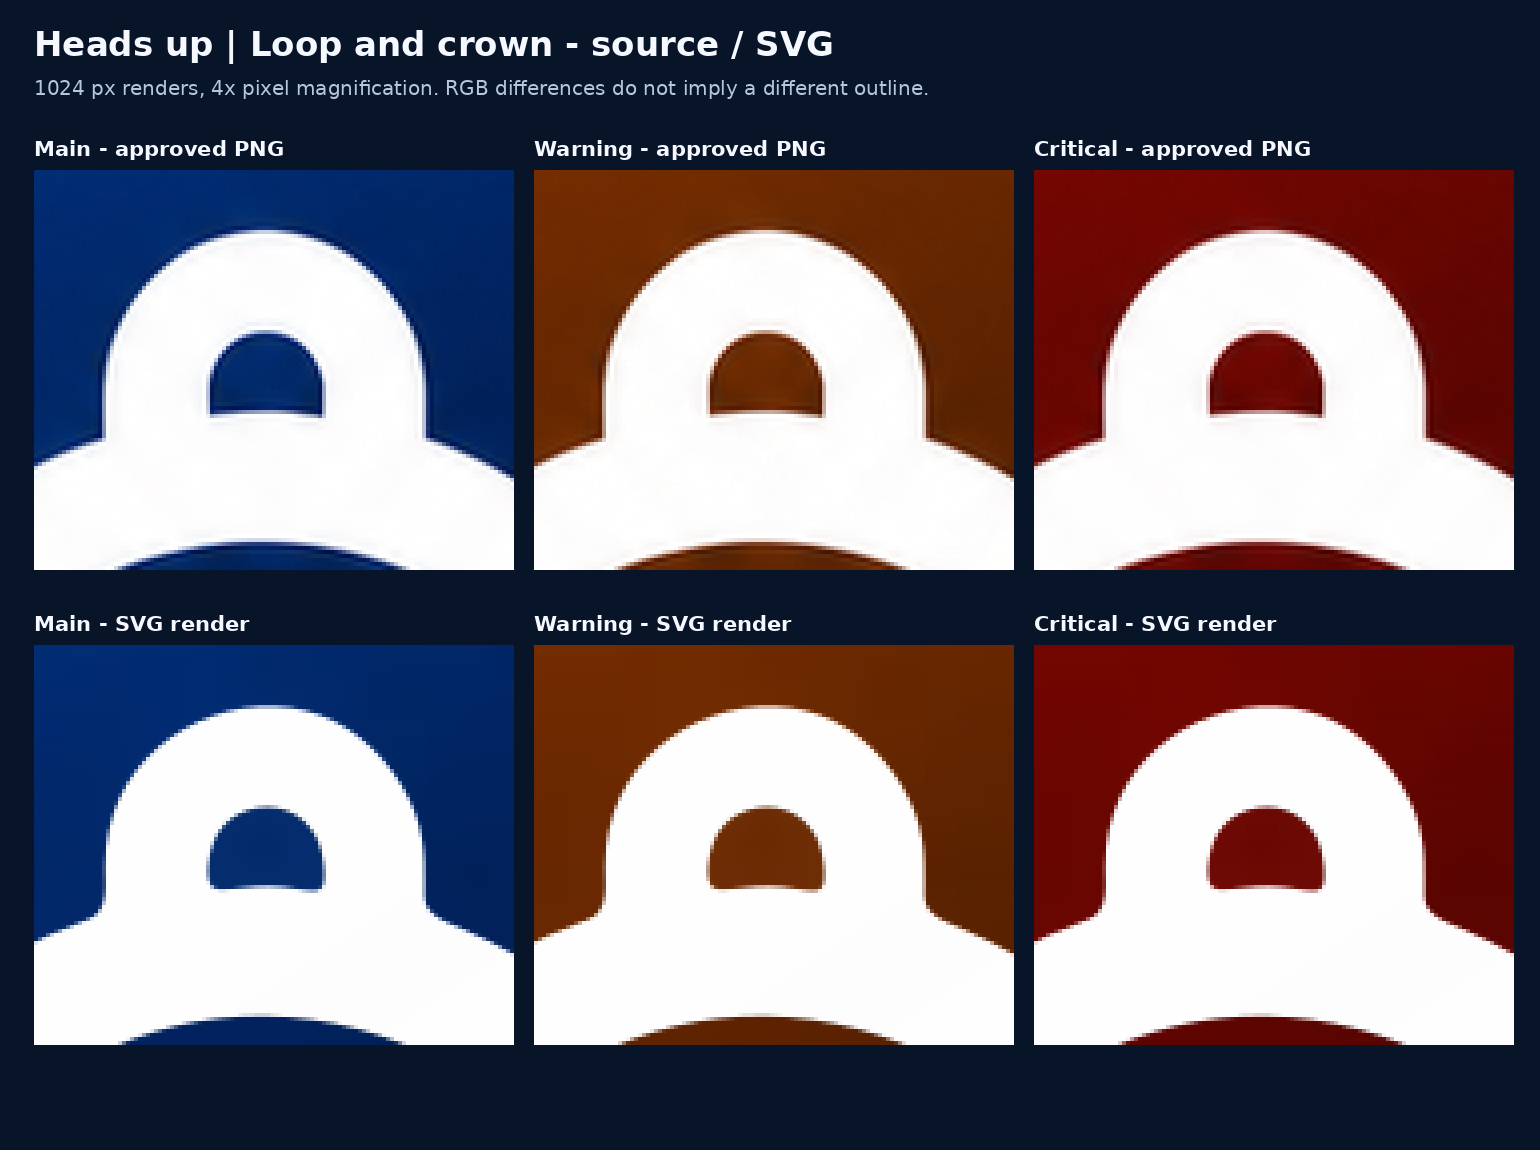 Heads up | Loop and crown - source / SVG
1024 px renders, 4x pixel magnification. RGB differences do not imply a different outline.
Main - approved PNG
Warning - approved PNG
Critical - approved PNG
Main - SVG render
Warning - SVG render
Critical - SVG render